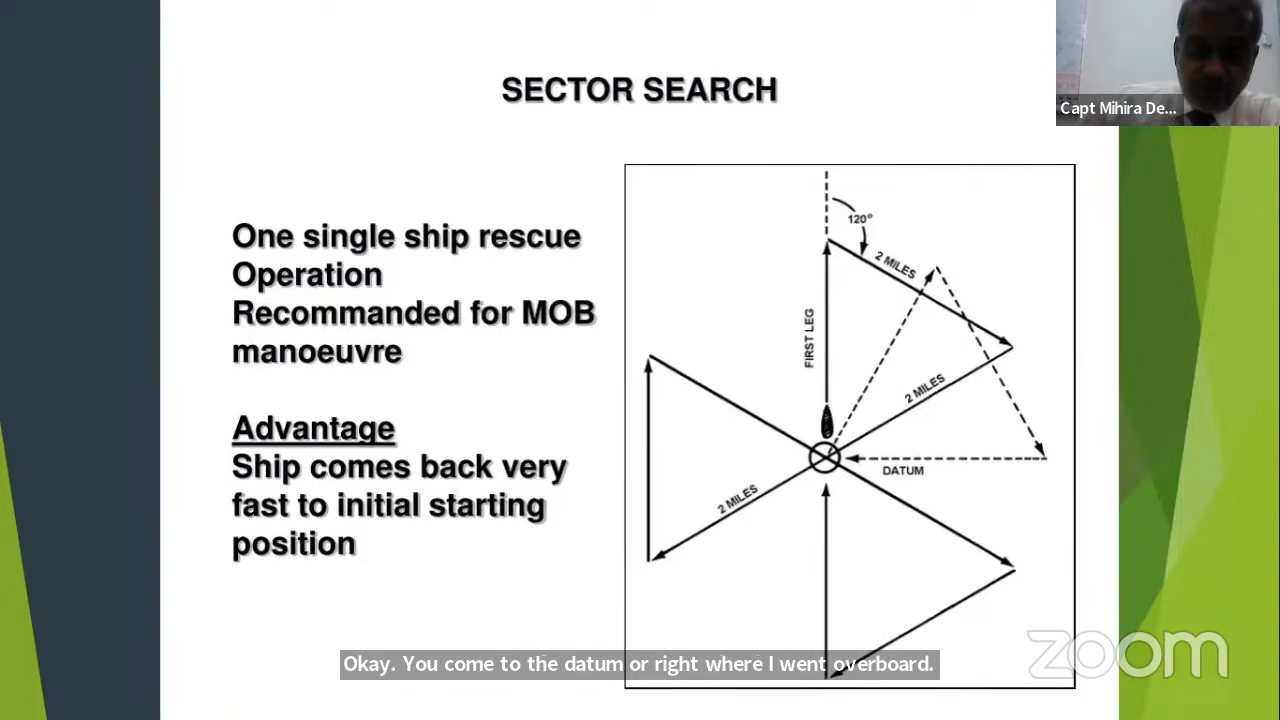 SECTOR SEARCH
Capt Mihira De...
One single ship rescue
Operation
Recommanded for MOB
manoeuvre
Advantage
Ship comes back very
fast to initial starting
position
120°
2 MILES
FIRST LEG
2 MILES
DATUM
2 MILES
zoom
Okay. You come to the datum or right where I went overboard.